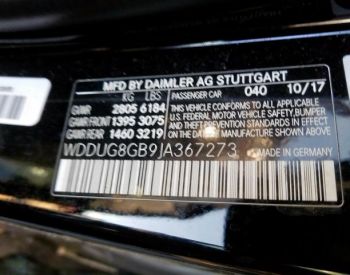 MFD BY DAIMLER AG STUTTGART
KG LBS PASSENGER CAR 040 10/17
GVWR 2805 6184
GAWR FRONT 1395 3075
GAWR REAR 1460 3219
THIS VEHICLE CONFORMS TO ALL APPLICABLE
U.S. FEDERAL MOTOR VEHICLE SAFETY, BUMPER
AND THEFT PREVENTION STANDARDS IN EFFECT
ON THE DATE OF MANUFACTURE SHOWN ABOVE.
WDDUG8GB9JA367273
MADE IN GERMANY